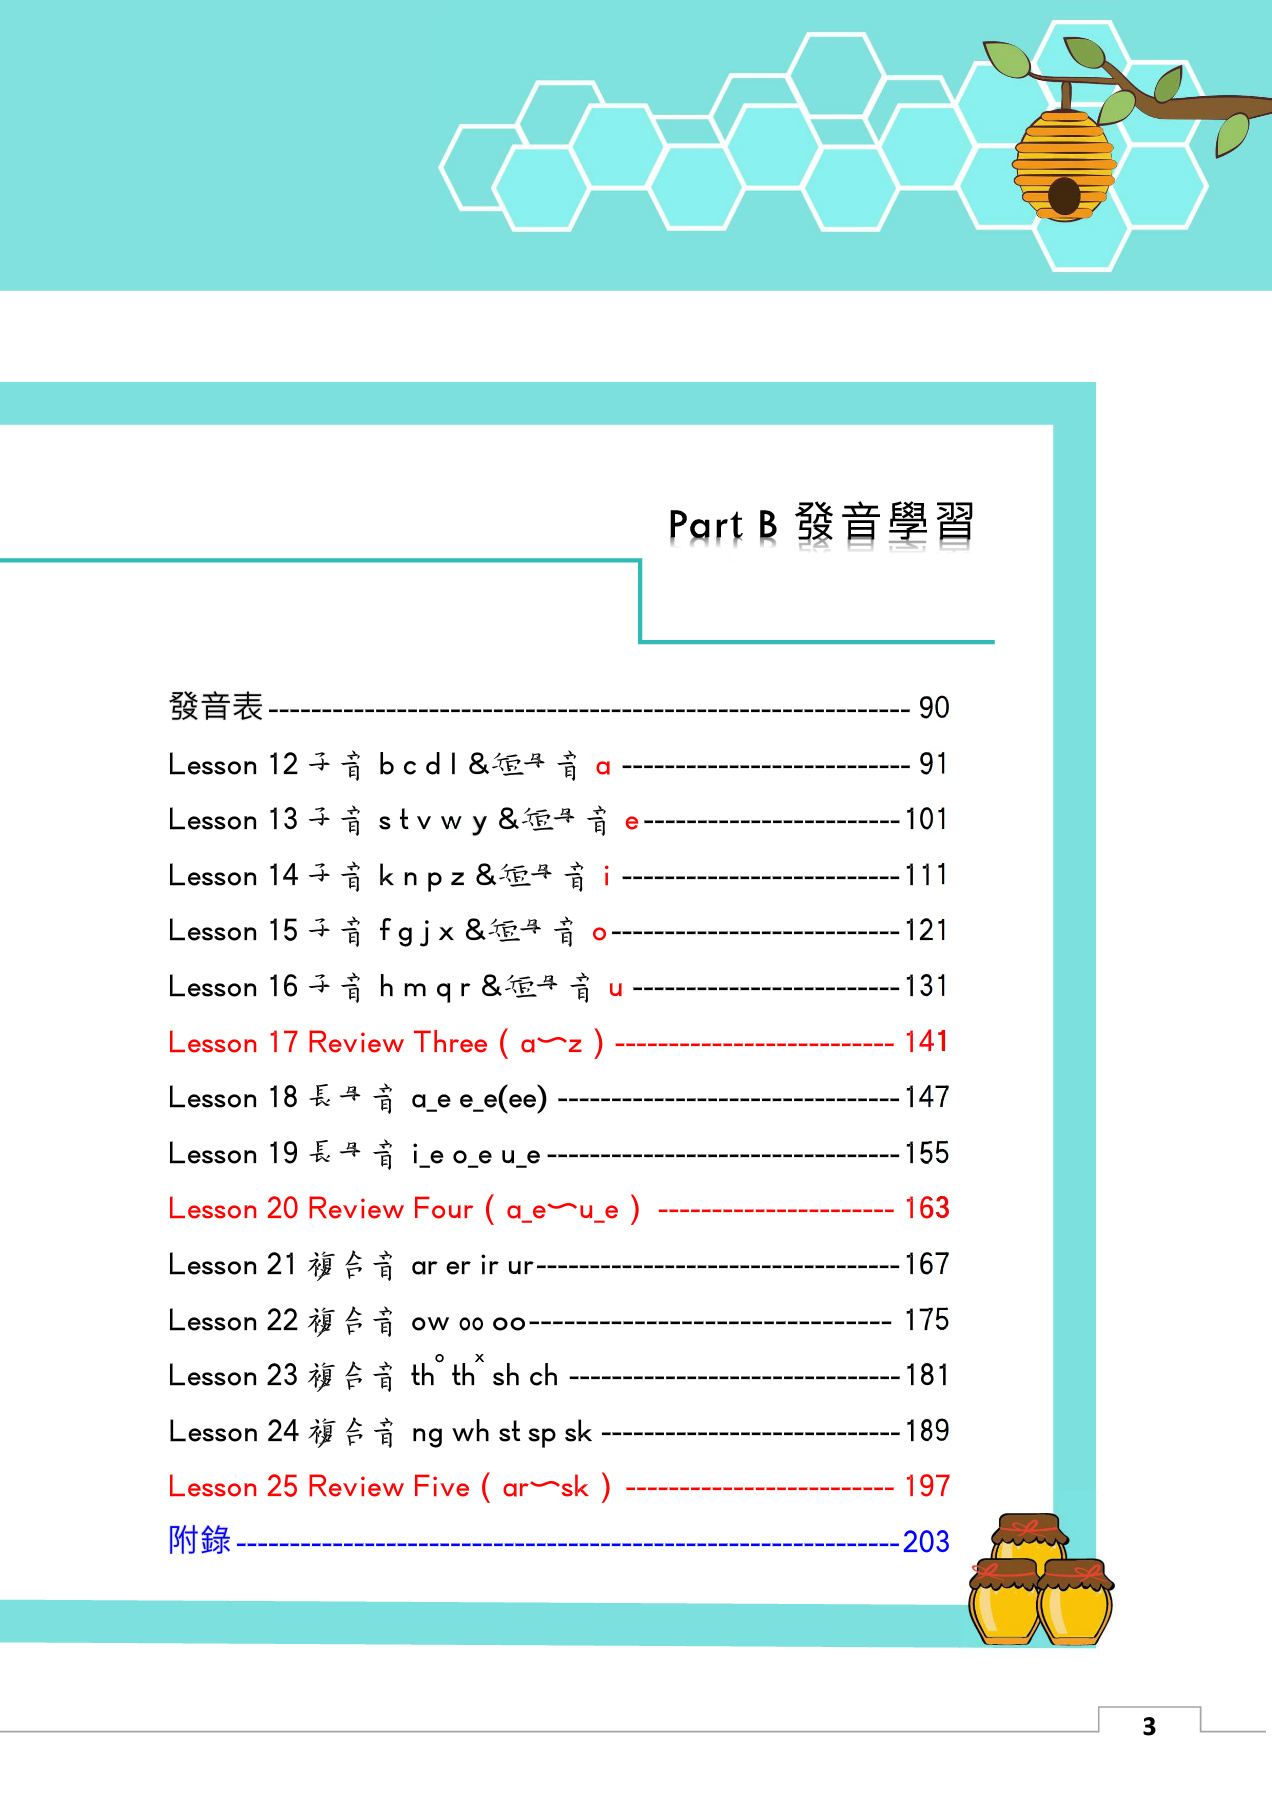 Part B 發音學習
發音表------------------------------------------------------------ 90
Lesson 12 子音 b c d l &短母音 a --------------------------- 91
Lesson 13 子音 s t v w y &短母音 e------------------------101
Lesson 14 子音 k n p z &短母音 i --------------------------111
Lesson 15 子音 f g j x &短母音 o---------------------------121
Lesson 16 子音 h m q r &短母音 u -------------------------131
Lesson 17 Review Three ( a~z ) -------------------------- 141
Lesson 18 長母音 a_e e_e(ee) --------------------------------147
Lesson 19 長母音 i_e o_e u_e---------------------------------155
Lesson 20 Review Four ( a_e~u_e ) ---------------------- 163
Lesson 21 複合音 ar er ir ur----------------------------------167
Lesson 22 複合音 ow oo oo---------------------------------- 175
Lesson 23 複合音 th° thˣ sh ch -------------------------------181
Lesson 24 複合音 ng wh st sp sk ----------------------------189
Lesson 25 Review Five ( ar~sk ) ------------------------- 197
附錄--------------------------------------------------------------203
3